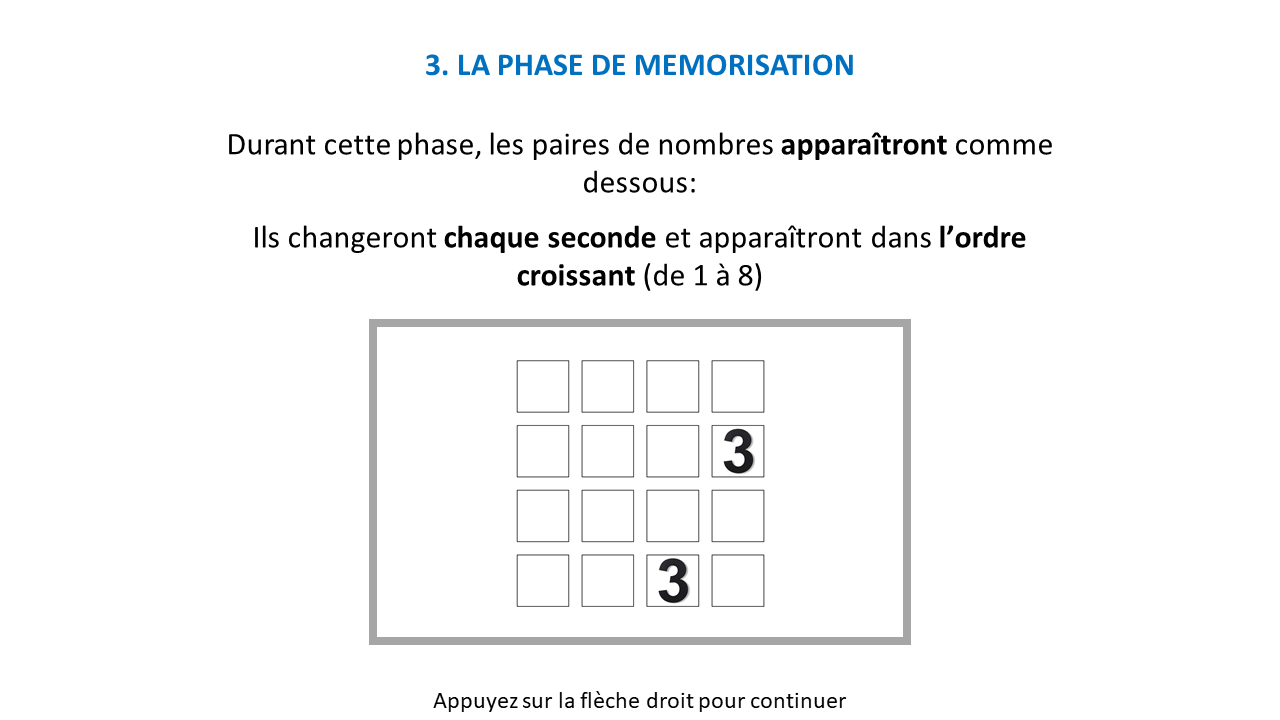 3. LA PHASE DE MEMORISATION
Durant cette phase, les paires de nombres apparaîtront comme
dessous:
Ils changeront chaque seconde et apparaîtront dans l’ordre
croissant (de 1 à 8)
3
3
Appuyez sur la flèche droit pour continuer